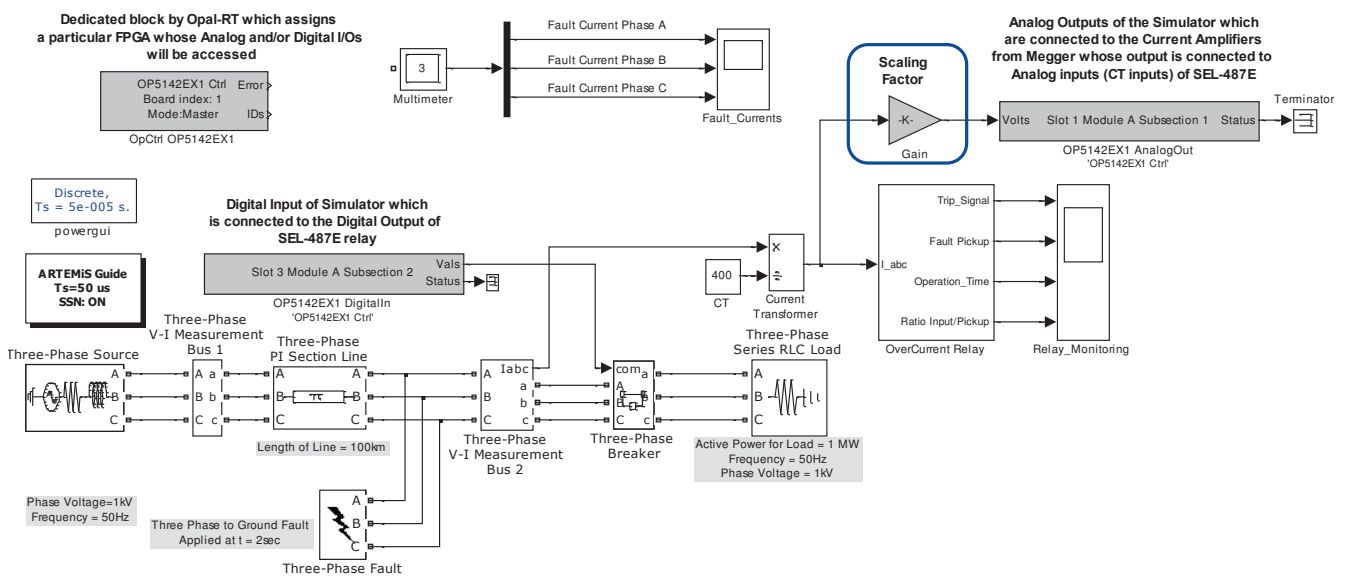 Dedicated block by Opal-RT which assigns
a particular FPGA whose Analog and/or Digital I/Os
will be accessed
OP5142EX1 Ctrl
Board index: 1
Mode:Master
Error
IDs
OpCtrl OP5142EX1
3
Multimeter
Fault Current Phase A
Fault Current Phase B
Fault Current Phase C
Fault_Currents
Scaling
Factor
-K-
Gain
Analog Outputs of the Simulator which
are connected to the Current Amplifiers
from Megger whose output is connected to
Analog inputs (CT inputs) of SEL-487E
Volts
Slot 1 Module A Subsection 1
Status
OP5142EX1 AnalogOut
'OP5142EX1 Ctrl'
Terminator
Discrete,
Ts = 5e-005 s.
powergui
ARTEMiS Guide
Ts=50 us
SSN: ON
Digital Input of Simulator which
is connected to the Digital Output of
SEL-487E relay
Slot 3 Module A Subsection 2
Vals
Status
OP5142EX1 DigitalIn
'OP5142EX1 Ctrl'
400
CT
×
÷
Current
Transformer
I_abc
Trip_Signal
Fault Pickup
Operation_Time
Ratio Input/Pickup
OverCurrent Relay
Relay_Monitoring
Three-Phase Source
A
B
C
Three-Phase
V-I Measurement
Bus 1
A a
B b
C c
Three-Phase
PI Section Line
A A
B B
C C
Length of Line = 100km
Iabc
A
B
C
a
b
c
Three-Phase
V-I Measurement
Bus 2
com
A a
B b
C c
Three-Phase
Breaker
Three-Phase
Series RLC Load
A
B
C
Active Power for Load = 1 MW
Frequency = 50Hz
Phase Voltage = 1kV
Phase Voltage=1kV
Frequency = 50Hz
Three Phase to Ground Fault
Applied at t = 2sec
A
B
C
Three-Phase Fault